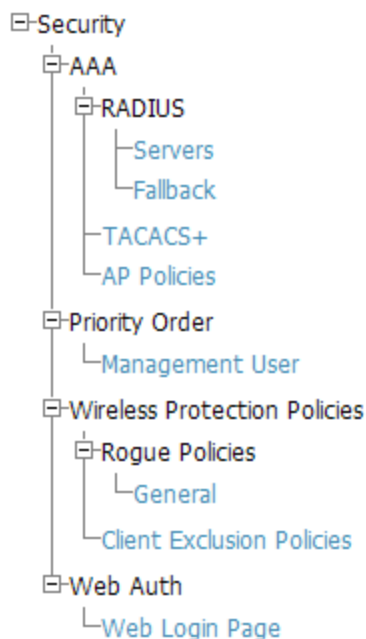 Security
AAA
RADIUS
Servers
Fallback
TACACS+
AP Policies
Priority Order
Management User
Wireless Protection Policies
Rogue Policies
General
Client Exclusion Policies
Web Auth
Web Login Page